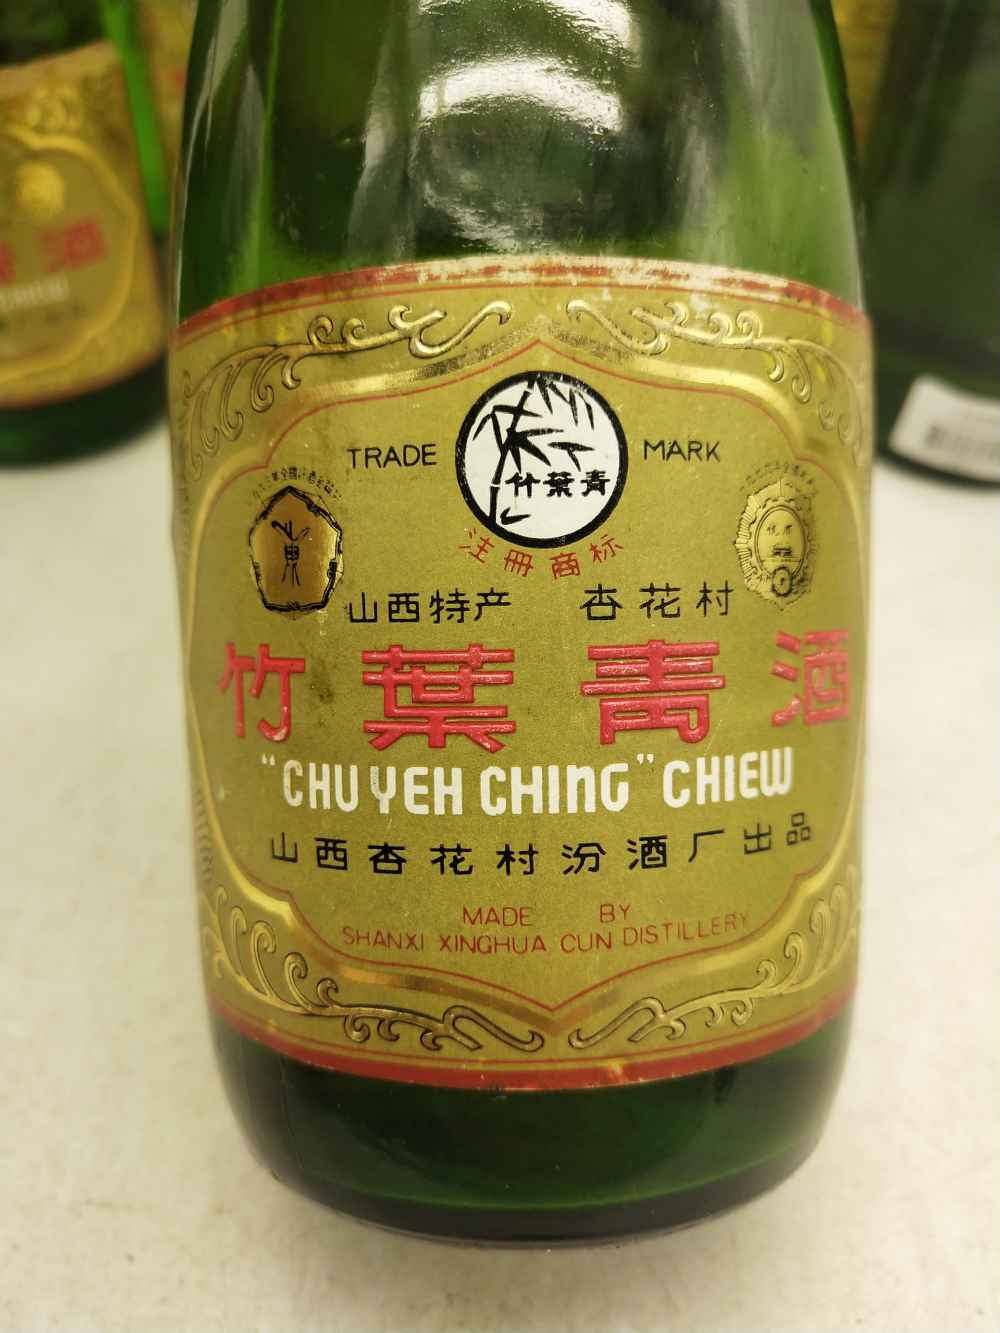 TRADE MARK
竹葉青
注冊商标
山西特产 杏花村
竹葉青酒
"CHU YEH CHING" CHIEW
山西杏花村汾酒厂出品
MADE BY
SHANXI XINGHUA CUN DISTILLERY
酒